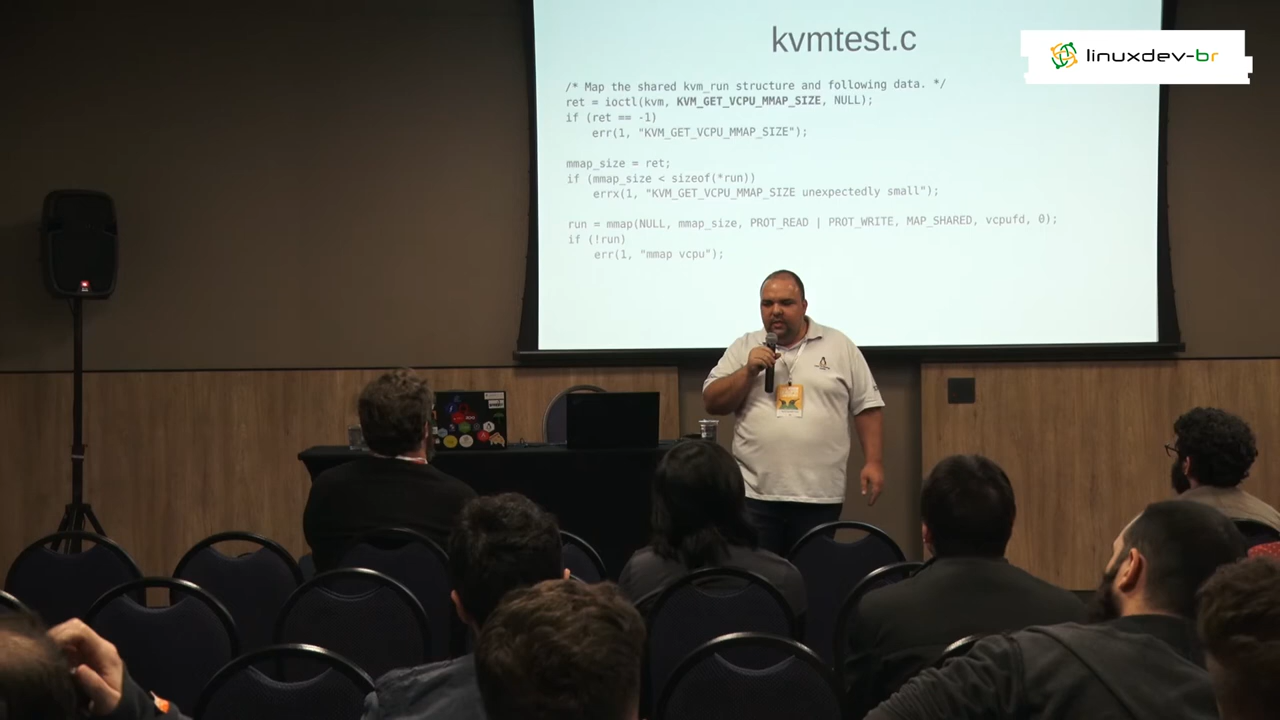 kvmtest.c
linuxdev-br
/* Map the shared kvm_run structure and following data. */
ret = ioctl(kvm, KVM_GET_VCPU_MMAP_SIZE, NULL);
if (ret == -1)
err(1, "KVM_GET_VCPU_MMAP_SIZE");
mmap_size = ret;
if (mmap_size < sizeof(*run))
errx(1, "KVM_GET_VCPU_MMAP_SIZE unexpectedly small");
run = mmap(NULL, mmap_size, PROT_READ | PROT_WRITE, MAP_SHARED, vcpufd, 0);
if (!run)
err(1, "mmap vcpu");